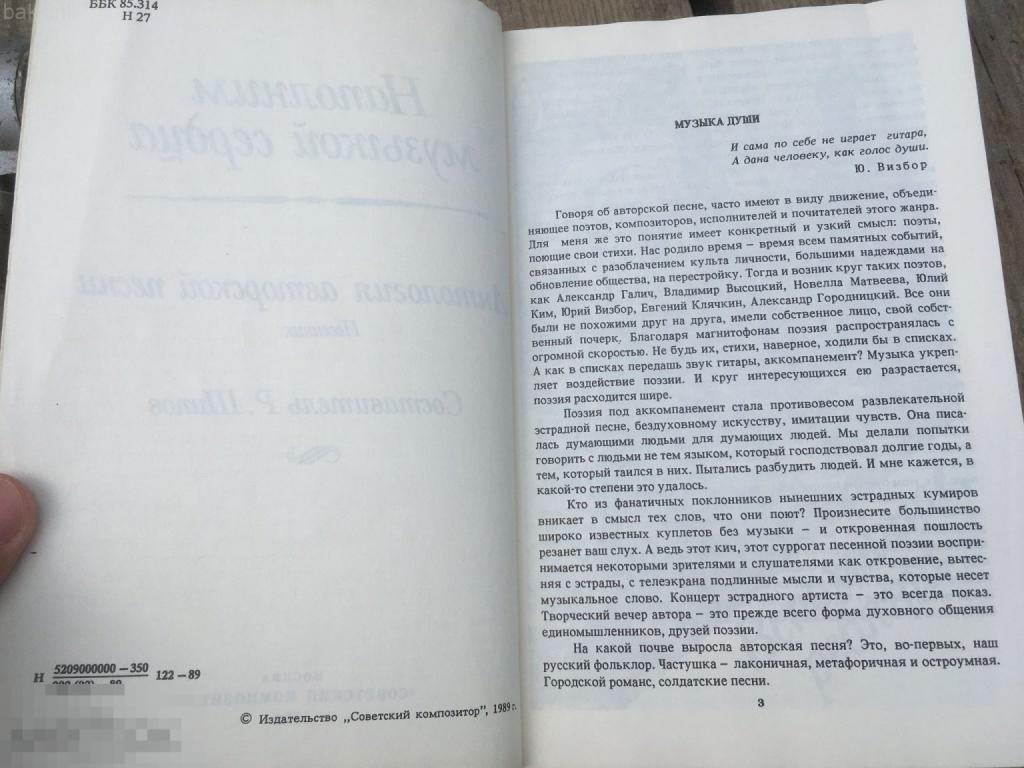 ББК 85.314
Н 27
Наполним
музыкой сердца
Антология авторской песни
Составитель Р. Шипов
Н 5209000000 – 350
122 – 89
МОСКВА
© Издательство ,,Советский композитор", 1989 г.
МУЗЫКА ДУШИ
И сама по себе не играет гитара,
А дана человеку, как голос души.
Ю. Визбор
Говоря об авторской песне, часто имеют в виду движение, объеди-
няющее поэтов, композиторов, исполнителей и почитателей этого жанра.
Для меня же это понятие имеет конкретный и узкий смысл: поэты,
поющие свои стихи. Нас родило время – время всем памятных событий,
связанных с разоблачением культа личности, большими надеждами на
обновление общества, на перестройку. Тогда и возник круг таких поэтов,
как Александр Галич, Владимир Высоцкий, Новелла Матвеева, Юлий
Ким, Юрий Визбор, Евгений Клячкин, Александр Городницкий. Все они
были не похожими друг на друга, имели собственное лицо, свой собст-
венный почерк. Благодаря магнитофонам поэзия распространялась с
огромной скоростью. Не будь их, стихи, наверное, ходили бы в списках.
А как в списках передашь звук гитары, аккомпанемент? Музыка укреп-
ляет воздействие поэзии. И круг интересующихся ею разрастается,
поэзия расходится шире.
Поэзия под аккомпанемент стала противовесом развлекательной
эстрадной песне, бездуховному искусству, имитации чувств. Она писа-
лась думающими людьми для думающих людей. Мы делали попытки
говорить с людьми не тем языком, который господствовал долгие годы, а
тем, который таился в них. Пытались разбудить людей. И мне кажется, в
какой-то степени это удалось.
Кто из фанатичных поклонников нынешних эстрадных кумиров
вникает в смысл тех слов, что они поют? Произнесите большинство
широко известных куплетов без музыки – и откровенная пошлость
резанет ваш слух. А ведь этот кич, этот суррогат песенной поэзии воспри-
нимается некоторыми зрителями и слушателями как откровение, вытес-
няя с эстрады, с телеэкрана подлинные мысли и чувства, которые несет
музыкальное слово. Концерт эстрадного артиста – это всегда показ.
Творческий вечер автора – это прежде всего форма духовного общения
единомышленников, друзей поэзии.
На какой почве выросла авторская песня? Это, во-первых, наш
русский фольклор. Частушка – лаконичная, метафоричная и остроумная.
Городской романс, солдатские песни.
3